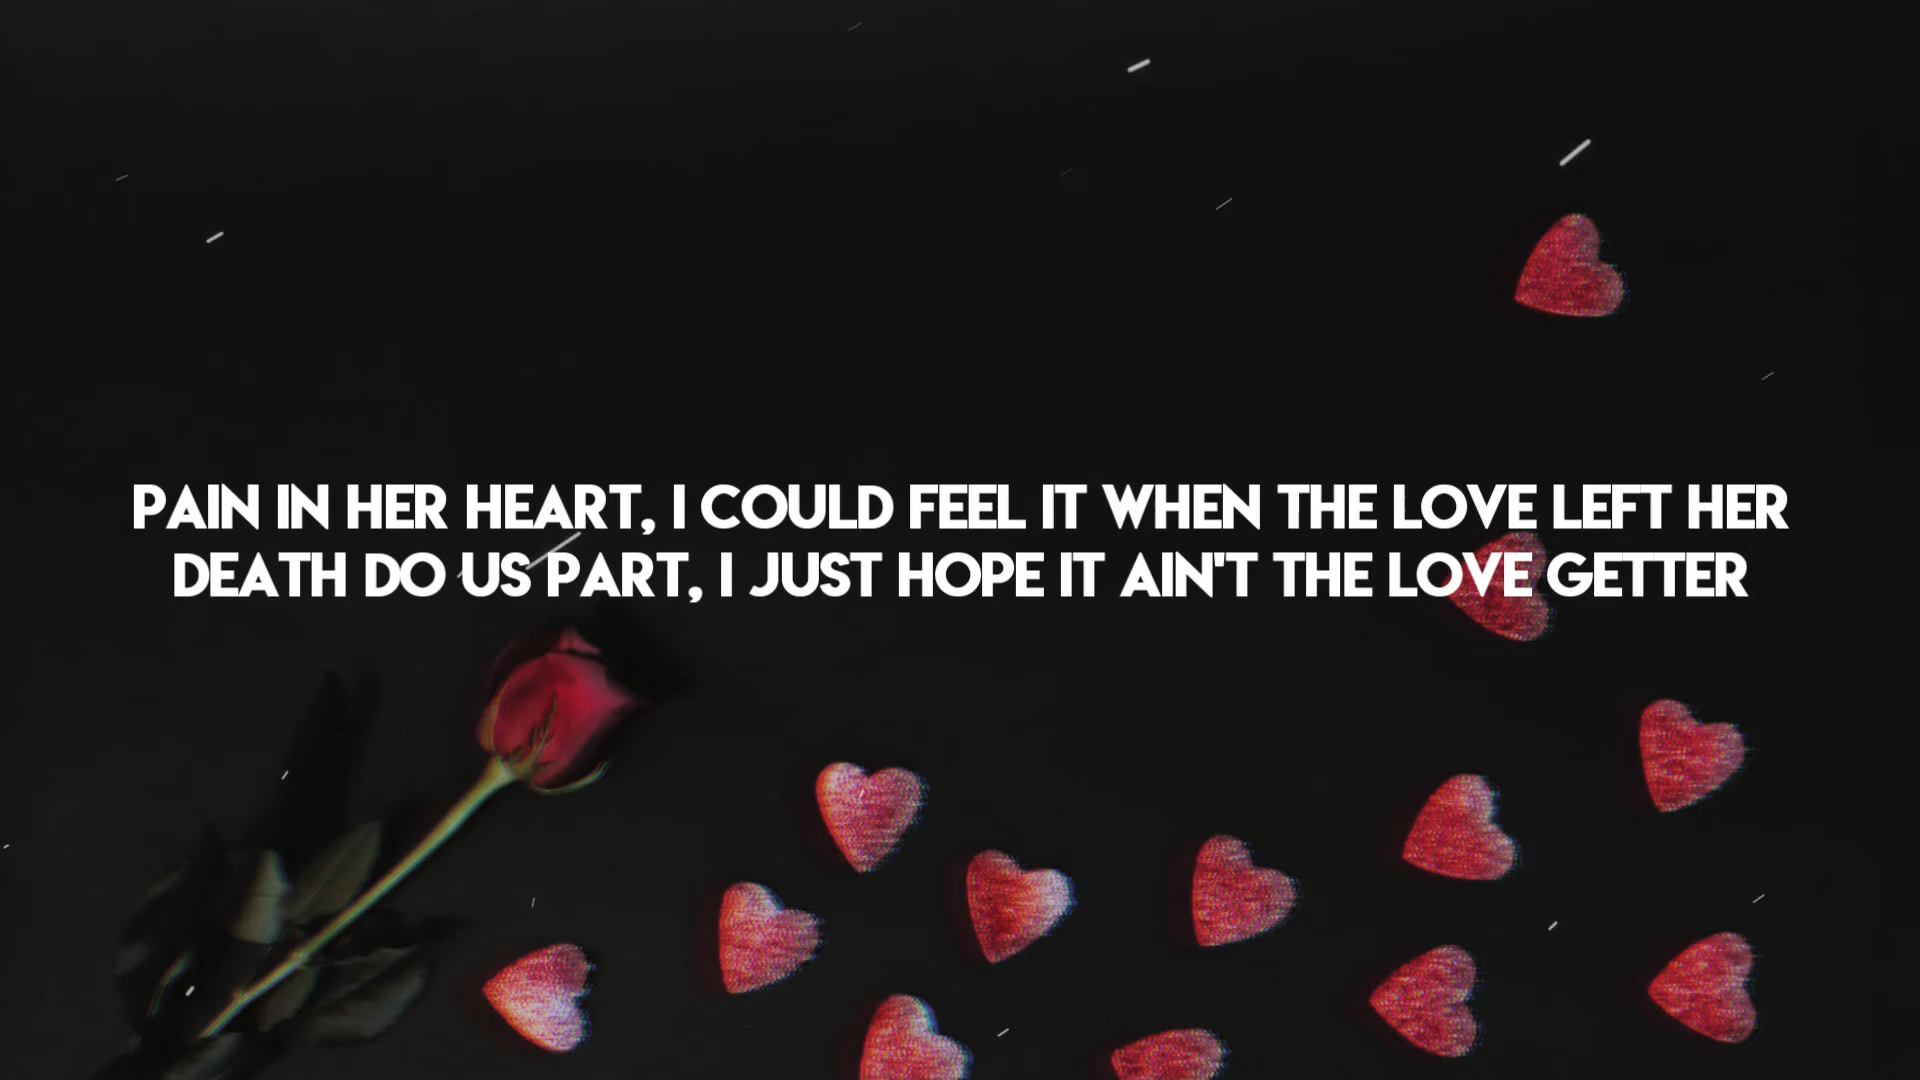 PAIN IN HER HEART, I COULD FEEL IT WHEN THE LOVE LEFT HER
DEATH DO US PART, I JUST HOPE IT AIN'T THE LOVE GETTER